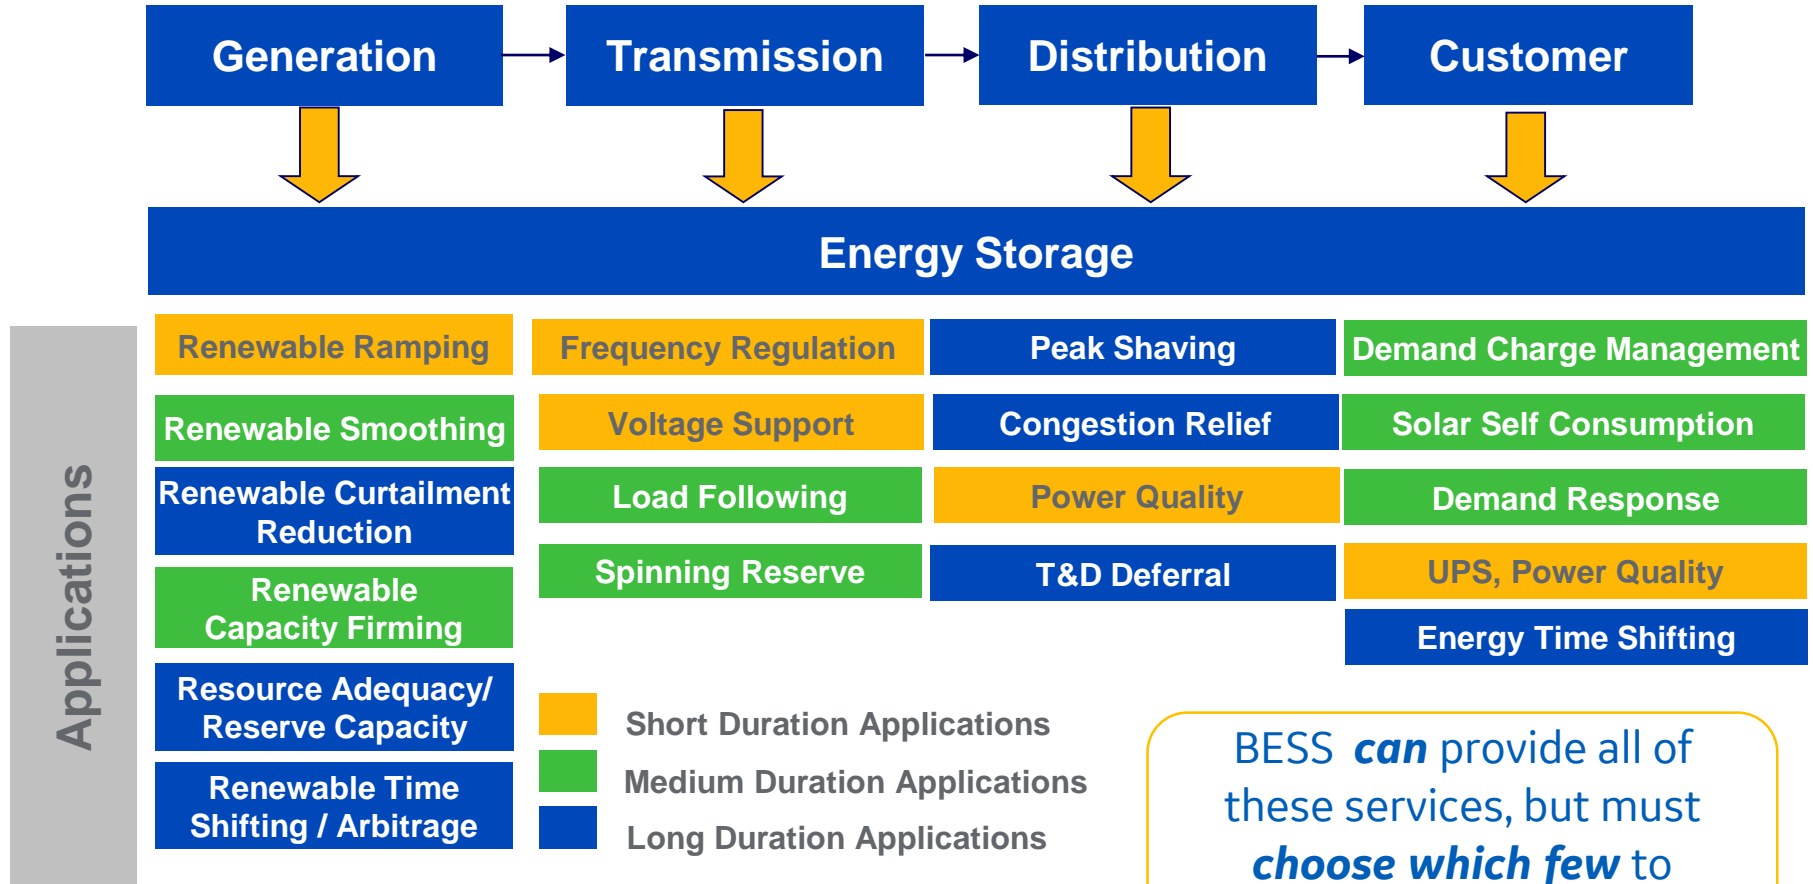 Generation
Transmission
Distribution
Customer
Energy Storage
Applications
Renewable Ramping
Renewable Smoothing
Renewable Curtailment
Reduction
Renewable
Capacity Firming
Resource Adequacy/
Reserve Capacity
Renewable Time
Shifting / Arbitrage
Frequency Regulation
Voltage Support
Load Following
Spinning Reserve
Peak Shaving
Congestion Relief
Power Quality
T&D Deferral
Demand Charge Management
Solar Self Consumption
Demand Response
UPS, Power Quality
Energy Time Shifting
Short Duration Applications
Medium Duration Applications
Long Duration Applications
BESS can provide all of
these services, but must
choose which few to